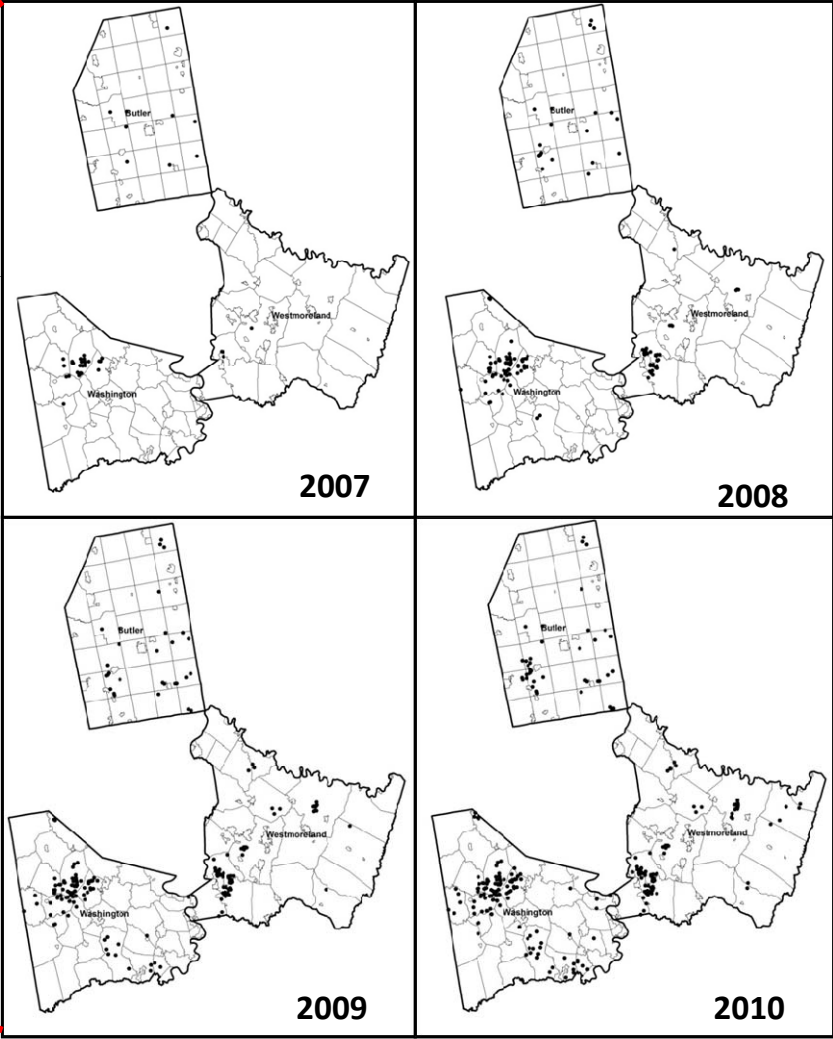 Butler
Westmoreland
Washington
2007
Butler
Westmoreland
Washington
2008
Butler
Westmoreland
Washington
2009
Butler
Westmoreland
Washington
2010